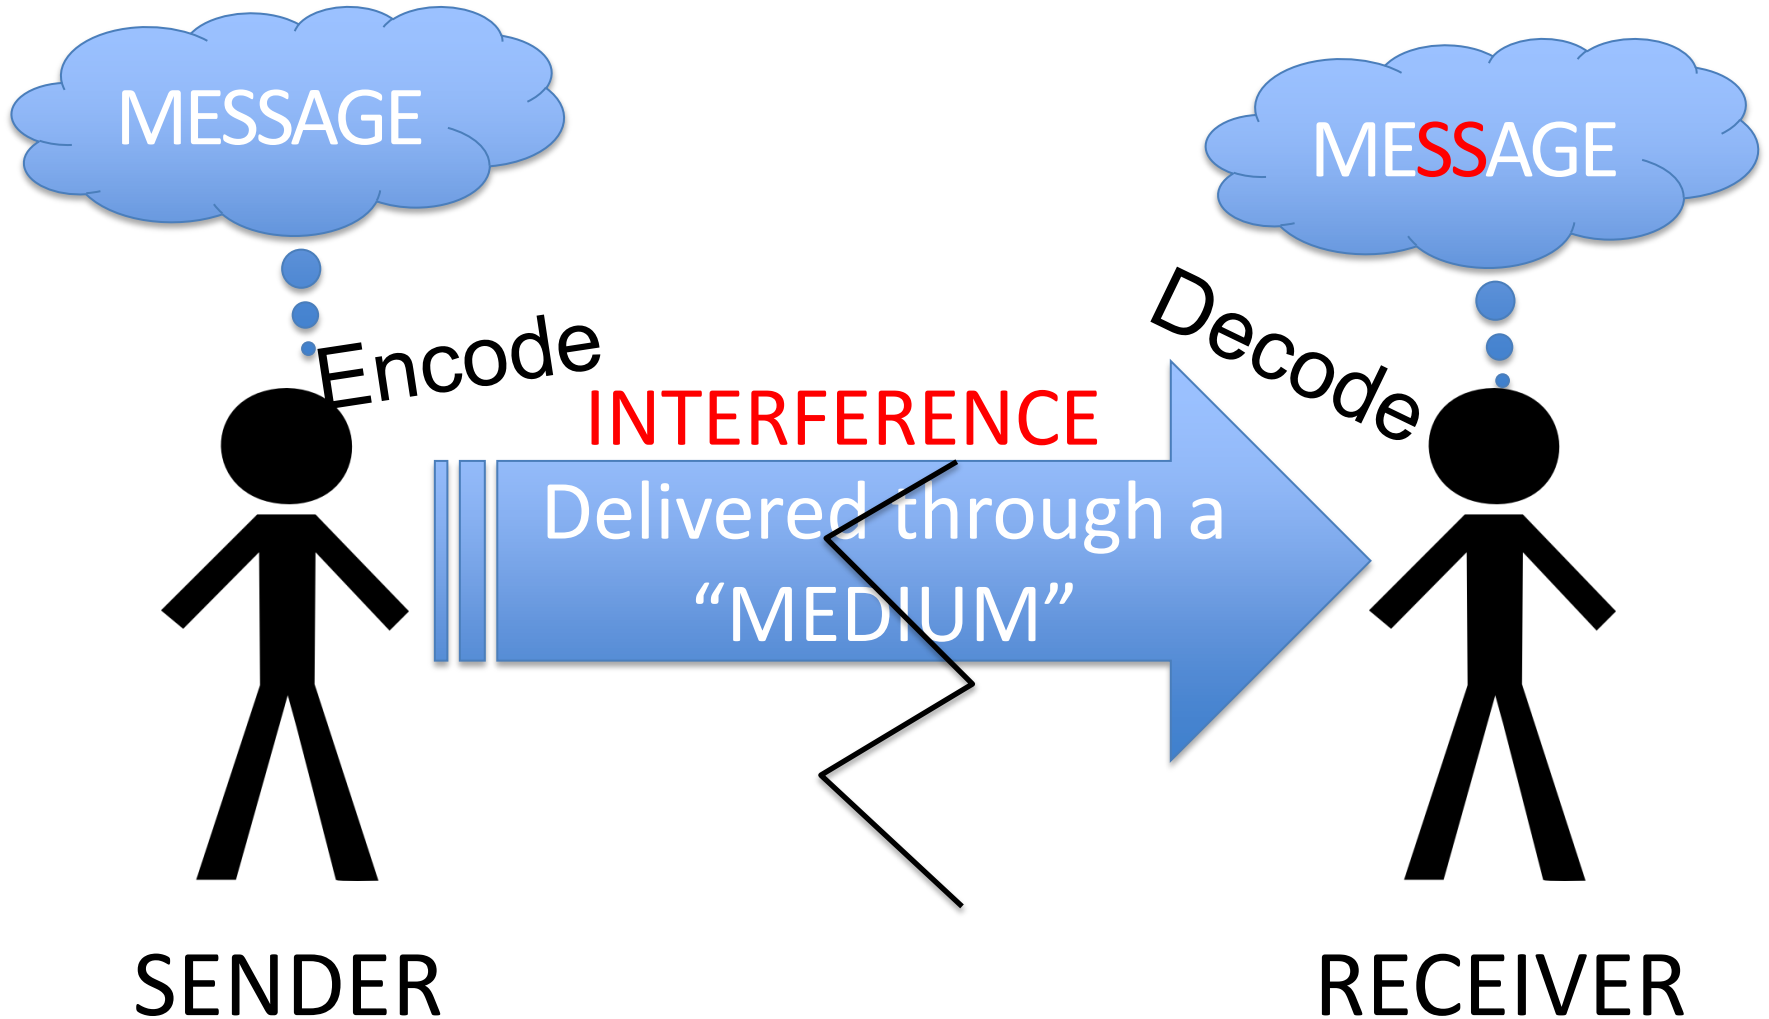 MESSAGE
MESSAGE
Encode
Decode
INTERFERENCE
Delivered through a
“MEDIUM”
SENDER
RECEIVER